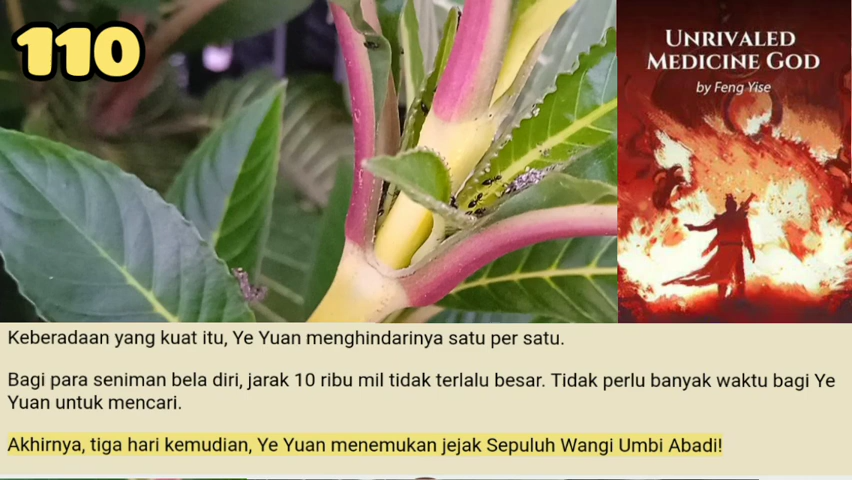 110
UNRIVALED
MEDICINE GOD
by Feng Yise
Keberadaan yang kuat itu, Ye Yuan menghindarinya satu per satu.
Bagi para seniman bela diri, jarak 10 ribu mil tidak terlalu besar. Tidak perlu banyak waktu bagi Ye
Yuan untuk mencari.
Akhirnya, tiga hari kemudian, Ye Yuan menemukan jejak Sepuluh Wangi Umbi Abadi!